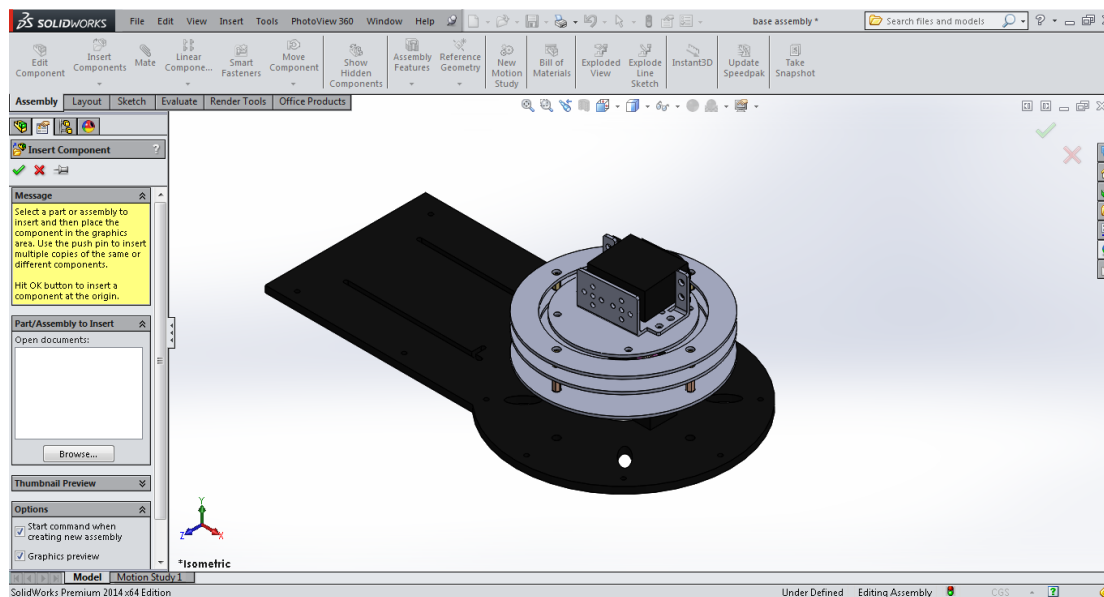 SOLIDWORKS File Edit View Insert Tools PhotoView 360 Window Help base assembly * Search files and models ?
Edit Component
Insert Components
Mate
Linear Compone...
Smart Fasteners
Move Component
Show Hidden Components
Assembly Features
Reference Geometry
New Motion Study
Bill of Materials
Exploded View
Explode Line Sketch
Instant3D
Update Speedpak
Take Snapshot
Assembly Layout Sketch Evaluate Render Tools Office Products
Insert Component ?
Message
Select a part or assembly to
insert and then place the
component in the graphics
area. Use the push pin to insert
multiple copies of the same or
different components.
Hit OK button to insert a
component at the origin.
Part/Assembly to Insert
Open documents:
Browse...
Thumbnail Preview
Options
Start command when
creating new assembly
Graphics preview
Y
Z X
*Isometric
Model Motion Study 1
SolidWorks Premium 2014 x64 Edition Under Defined Editing Assembly CGS ?